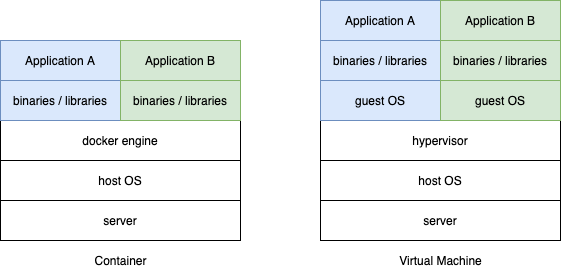 Application A
Application B
binaries / libraries
binaries / libraries
docker engine
host OS
server
Container
Application A
Application B
binaries / libraries
binaries / libraries
guest OS
guest OS
hypervisor
host OS
server
Virtual Machine